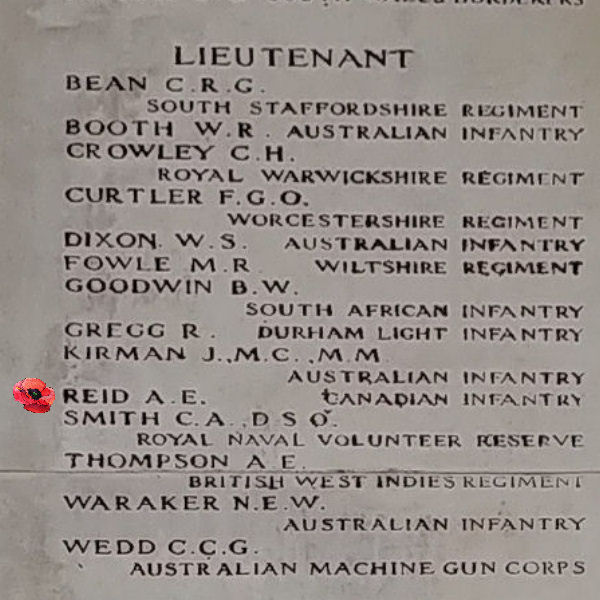 BORDERERS
LIEUTENANT
BEAN C.R.G.
SOUTH STAFFORDSHIRE REGIMENT
BOOTH W.R. AUSTRALIAN INFANTRY
CROWLEY C.H.
ROYAL WARWICKSHIRE REGIMENT
CURTLER F.G.O.
WORCESTERSHIRE REGIMENT
DIXON. W.S. AUSTRALIAN INFANTRY
FOWLE M.R. WILTSHIRE REGIMENT
GOODWIN B.W.
SOUTH AFRICAN INFANTRY
GREGG R. DURHAM LIGHT INFANTRY
KIRMAN J.,M.C.,M.M.
AUSTRALIAN INFANTRY
REID A.E. CANADIAN INFANTRY
SMITH C.A.,D S O.
ROYAL NAVAL VOLUNTEER RESERVE
THOMPSON A E.
BRITISH WEST INDIES REGIMENT
WARAKER N.E.W.
AUSTRALIAN INFANTRY
WEDD C.C.G.
AUSTRALIAN MACHINE GUN CORPS